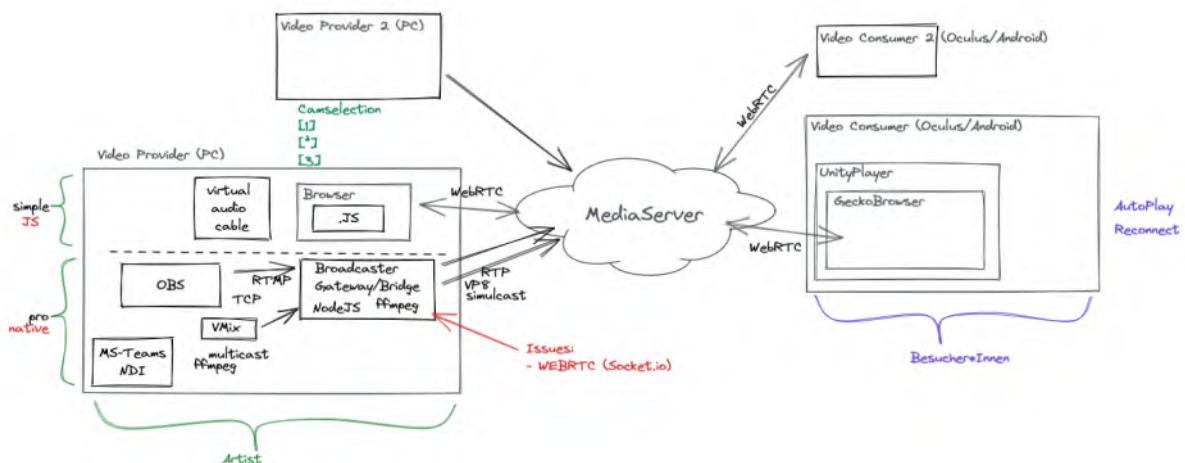 Video Provider 2 (PC)
Camselection
[1]
[2]
[3]
Video Provider (PC)
simple
JS
virtual
audio
cable
Browser
.JS
WebRTC
pro
native
OBS
RTMP
TCP
Broadcaster
Gateway/Bridge
NodeJS ffmpeg
VMix
multicast
ffmpeg
MS-Teams
NDI
RTP
VP8
simulcast
Issues:
- WEBRTC (Socket.io)
Artist
MediaServer
WebRTC
WebRTC
Video Consumer 2 (Oculus/Android)
Video Consumer (Oculus/Android)
UnityPlayer
GeckoBrowser
AutoPlay
Reconnect
Besucher*Innen